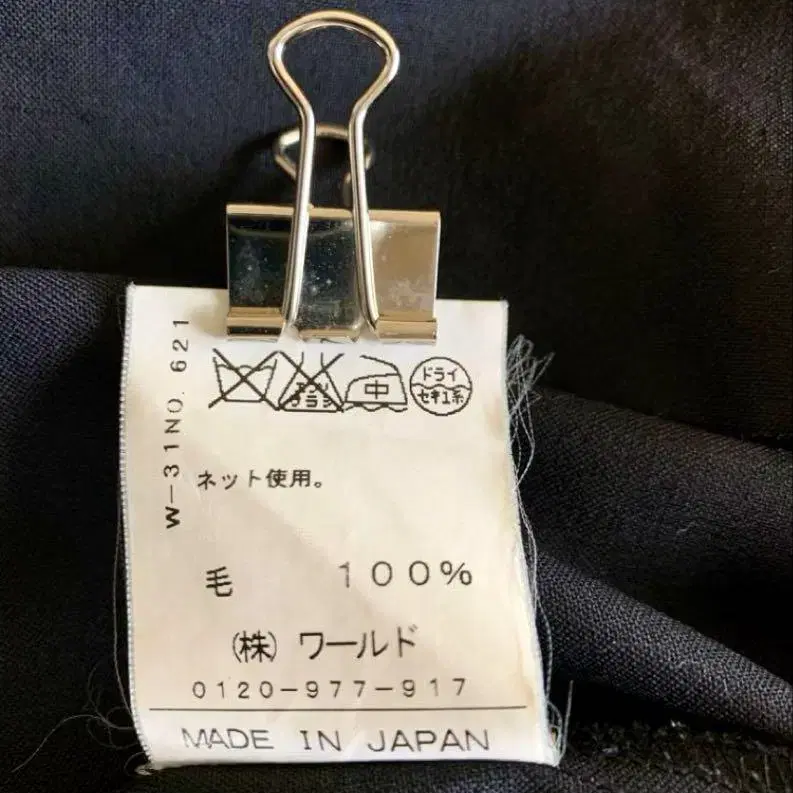 W-31NO. 621
中
ドライ
セキユ系
ネット使用。
毛 100%
(株) ワールド
0120-977-917
MADE IN JAPAN